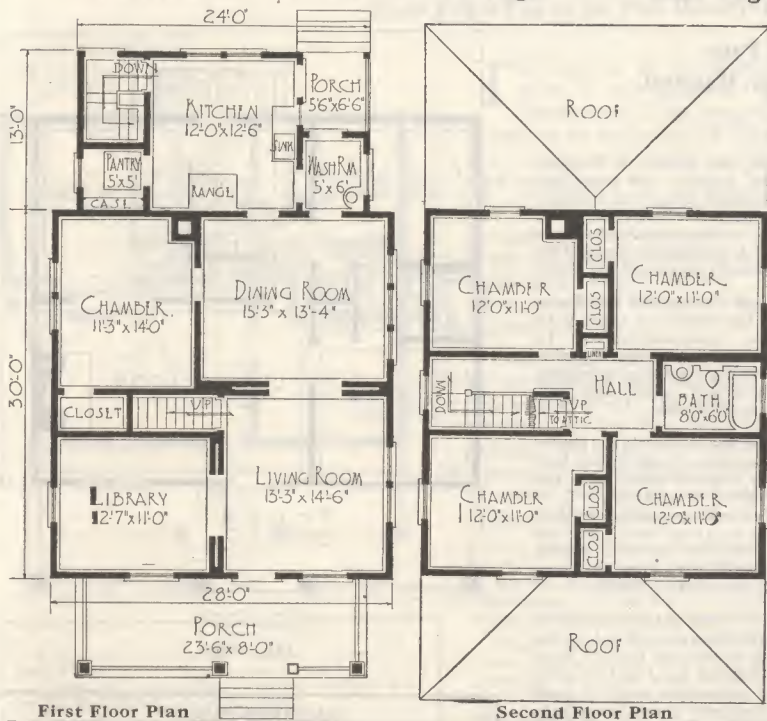 24'-0"
DOWN
KITCHEN
12'-0"X12'-6"
PORCH
5'6"X6'-6"
SINK
13'-0"
PANTRY
5'X5'
CASE
RANGE
WASH RM
5'X6'
CHAMBER.
11'-3"X14'-0"
DINING ROOM
15'-3" X 13'-4"
30'-0"
CLOSET
UP
LIBRARY
12'-7"X11'-0"
LIVING ROOM
13'-3"X14'-6"
28'-0"
PORCH
23'-6"X8'-0"
First Floor Plan
ROOF
CHAMBER
12'-0"X11'-0"
CLOS
CLOS
CHAMBER
12'-0"X11'-0"
LINEN
HALL
DOWN
UP
TO ATTIC
BATH
8'-0"X6'-0"
CHAMBER
12'-0"X11'-0"
CLOS
CLOS
CHAMBER
12'-0"X11'-0"
ROOF
Second Floor Plan